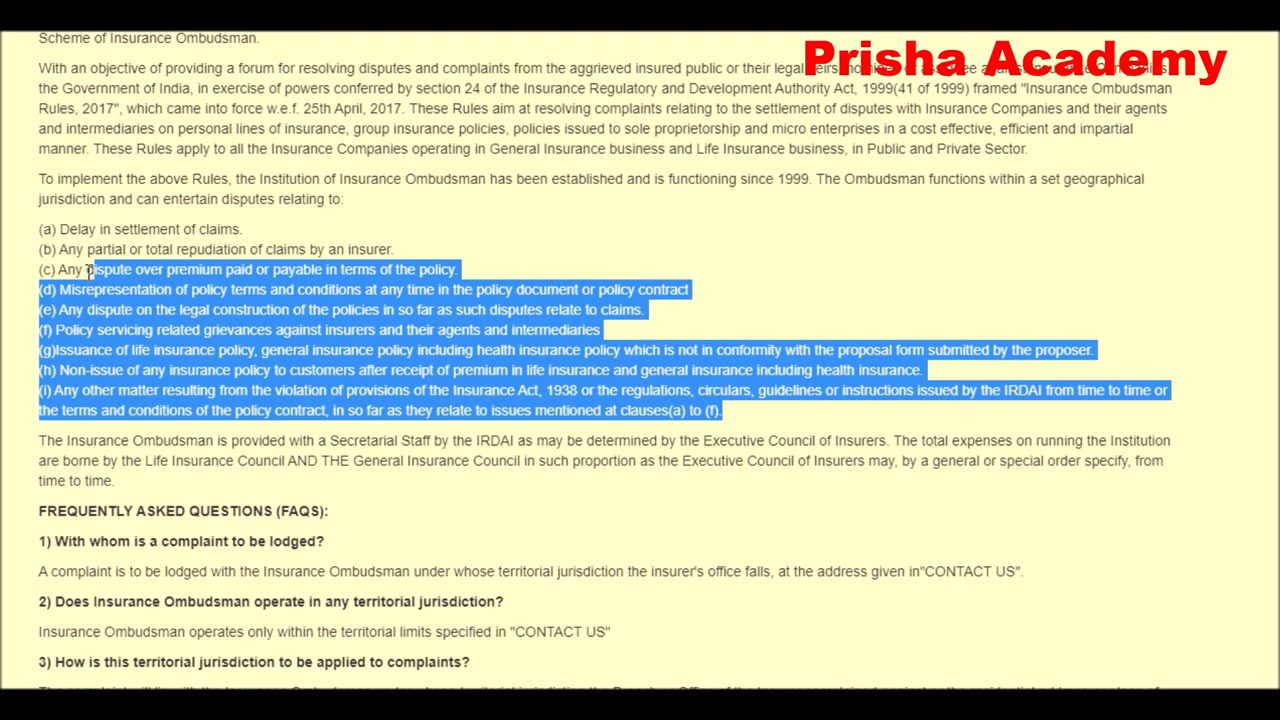 Scheme of Insurance Ombudsman.
Prisha Academy
With an objective of providing a forum for resolving disputes and complaints from the aggrieved insured public or their legal
the Government of India, in exercise of powers conferred by section 24 of the Insurance Regulatory and Development Authority Act, 1999(41 of 1999) framed "Insurance Ombudsman
Rules, 2017", which came into force w.e.f. 25th April, 2017. These Rules aim at resolving complaints relating to the settlement of disputes with Insurance Companies and their agents
and intermediaries on personal lines of insurance, group insurance policies, policies issued to sole proprietorship and micro enterprises in a cost effective, efficient and impartial
manner. These Rules apply to all the Insurance Companies operating in General Insurance business and Life Insurance business, in Public and Private Sector.
To implement the above Rules, the Institution of Insurance Ombudsman has been established and is functioning since 1999. The Ombudsman functions within a set geographical
jurisdiction and can entertain disputes relating to:
(a) Delay in settlement of claims.
(b) Any partial or total repudiation of claims by an insurer.
(c) Any dispute over premium paid or payable in terms of the policy.
(d) Misrepresentation of policy terms and conditions at any time in the policy document or policy contract
(e) Any dispute on the legal construction of the policies in so far as such disputes relate to claims.
(f) Policy servicing related grievances against insurers and their agents and intermediaries
(g)Issuance of life insurance policy, general insurance policy including health insurance policy which is not in conformity with the proposal form submitted by the proposer.
(h) Non-issue of any insurance policy to customers after receipt of premium in life insurance and general insurance including health insurance.
(i) Any other matter resulting from the violation of provisions of the Insurance Act, 1938 or the regulations, circulars, guidelines or instructions issued by the IRDAI from time to time or
the terms and conditions of the policy contract, in so far as they relate to issues mentioned at clauses(a) to (f).
The Insurance Ombudsman is provided with a Secretarial Staff by the IRDAI as may be determined by the Executive Council of Insurers. The total expenses on running the Institution
are borne by the Life Insurance Council AND THE General Insurance Council in such proportion as the Executive Council of Insurers may, by a general or special order specify, from
time to time.
FREQUENTLY ASKED QUESTIONS (FAQS):
1) With whom is a complaint to be lodged?
A complaint is to be lodged with the Insurance Ombudsman under whose territorial jurisdiction the insurer's office falls, at the address given in"CONTACT US".
2) Does Insurance Ombudsman operate in any territorial jurisdiction?
Insurance Ombudsman operates only within the territorial limits specified in "CONTACT US"
3) How is this territorial jurisdiction to be applied to complaints?